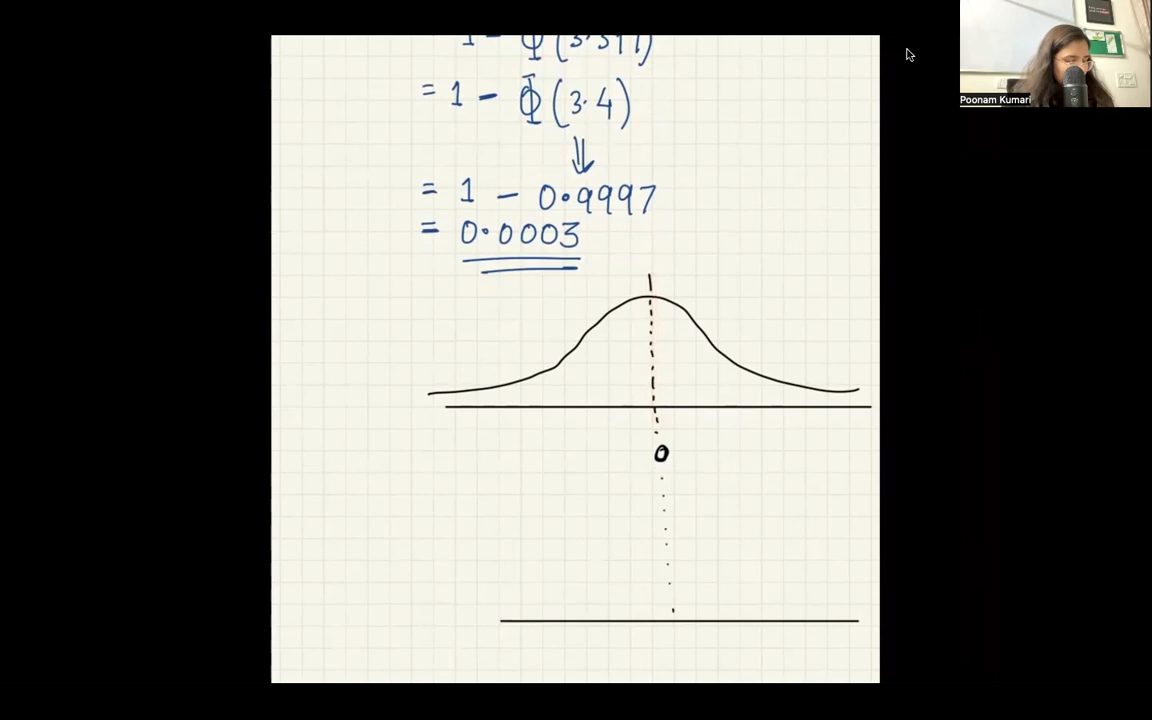 = 1 - Φ(3.4)
⇓
= 1 - 0.9997
= 0.0003
0
Poonam Kumari